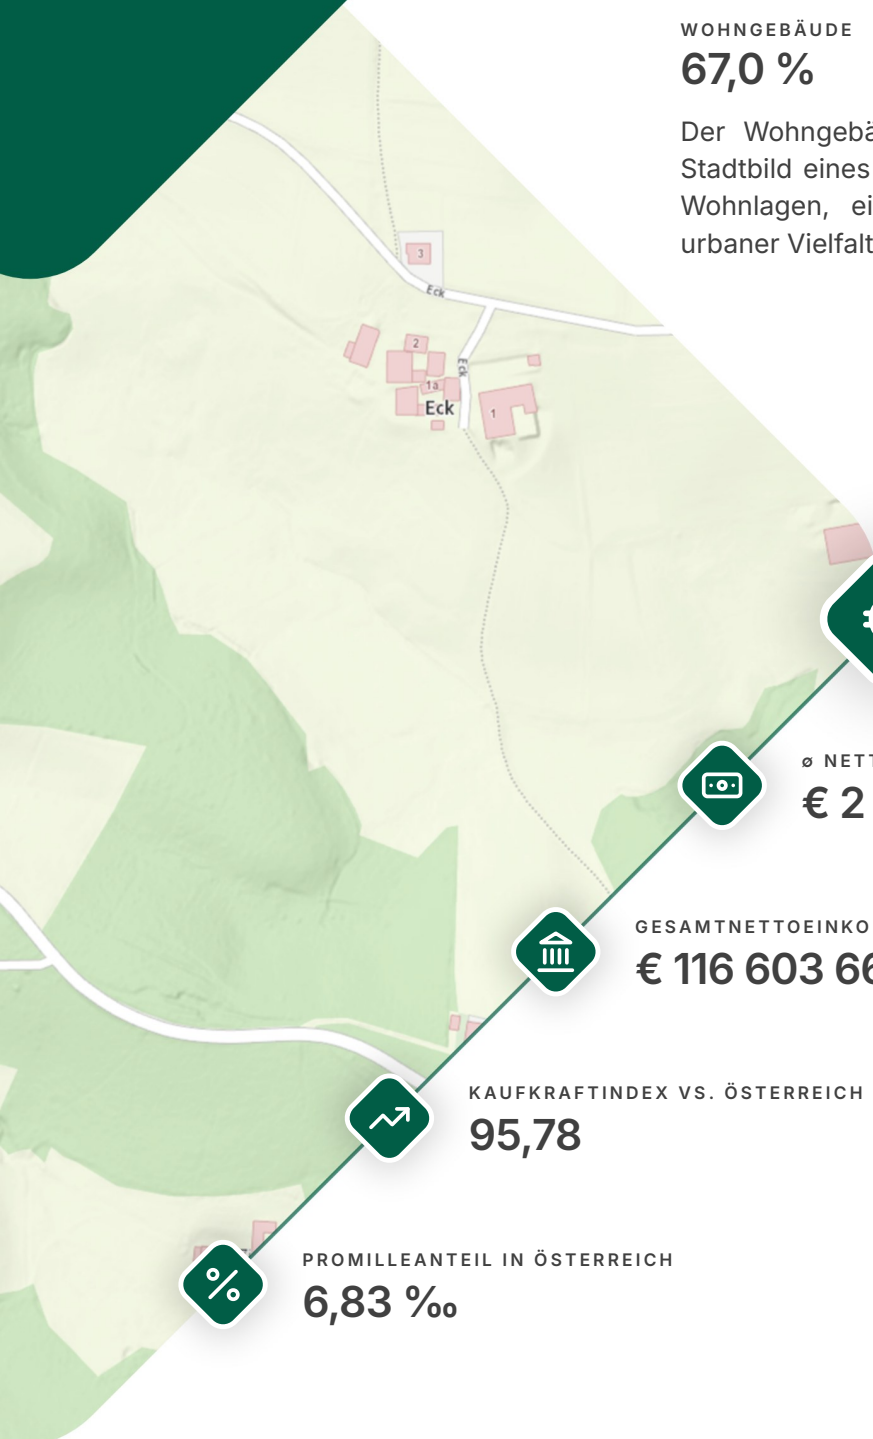 WOHNGEBÄUDE
67,0 %
Der Wohngebä
Stadtbild eines
Wohnlagen, ei
urbaner Vielfalt
3
Eck
2
Eck
1a
Eck
1
ø NETT
€ 2
GESAMTNETTOEINKO
€ 116 603 66
KAUFKRAFTINDEX VS. ÖSTERREICH
95,78
PROMILLEANTEIL IN ÖSTERREICH
6,83 ‰